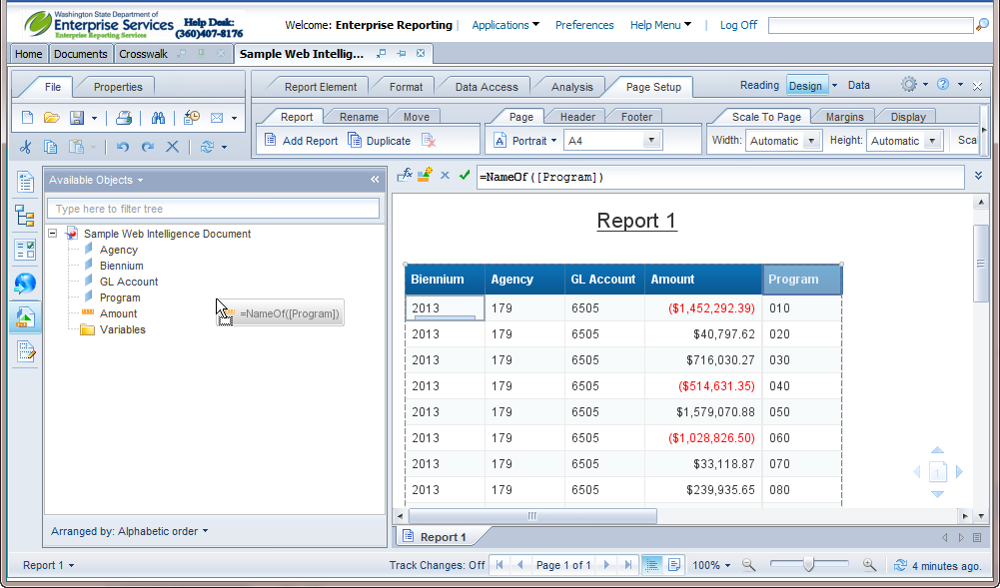 Washington State Department of
Enterprise Services
Enterprise Reporting Services
Help Desk:
(360)407-8176
Welcome: Enterprise Reporting
Applications
Preferences
Help Menu
Log Off
Home
Documents
Crosswalk
Sample Web Intellig...
File
Properties
Report Element
Format
Data Access
Analysis
Page Setup
Reading
Design
Data
Report
Rename
Move
Page
Header
Footer
Scale To Page
Margins
Display
Add Report
Duplicate
Portrait
A4
Width:
Automatic
Height:
Automatic
Sca
Available Objects
=NameOf([Program])
Type here to filter tree
Sample Web Intelligence Document
Agency
Biennium
GL Account
Program
Amount
Variables
=NameOf([Program])
Report 1
Biennium Agency GL Account Amount Program
2013 179 6505 ($1,452,292.39) 010
2013 179 6505 $40,797.62 020
2013 179 6505 $716,030.27 030
2013 179 6505 ($514,631.35) 040
2013 179 6505 $1,579,070.88 050
2013 179 6505 ($1,028,826.50) 060
2013 179 6505 $33,118.87 070
2013 179 6505 $239,935.65 080
1
Arranged by: Alphabetic order
Report 1
Report 1
Track Changes: Off
Page 1 of 1
100%
4 minutes ago.